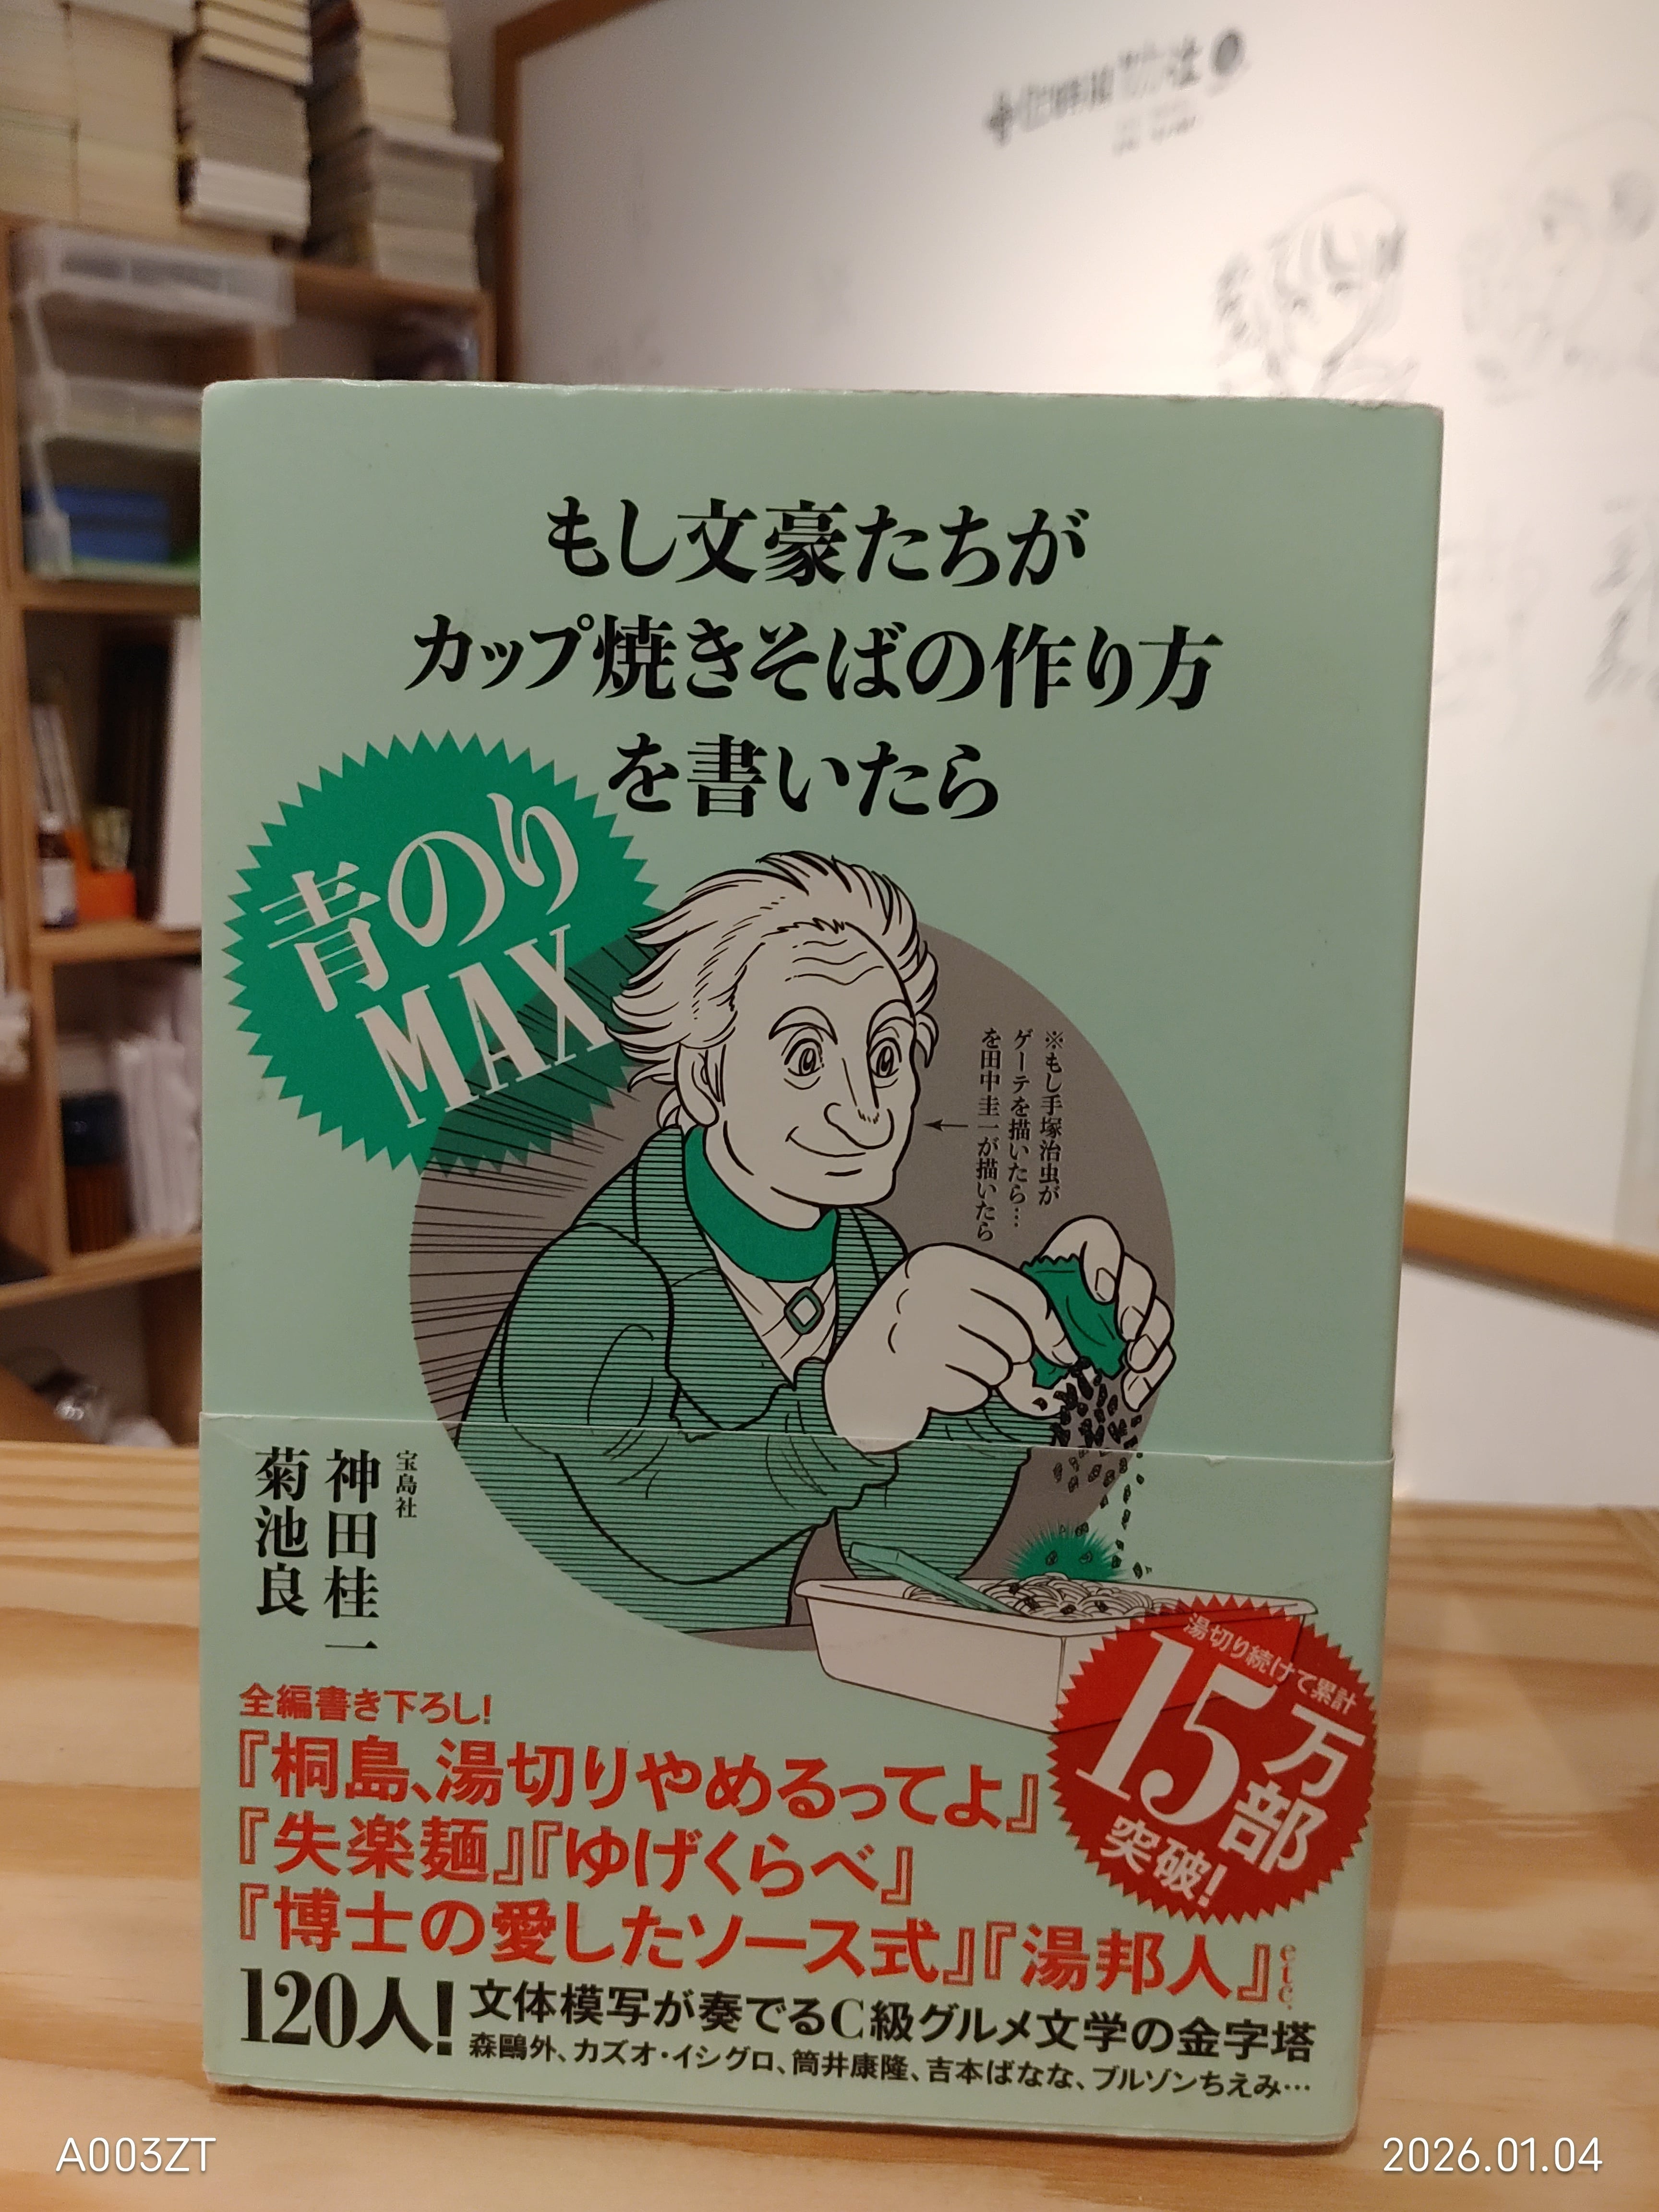 もし文豪たちが
カップ焼きそばの作り方
を書いたら
青のり
MAX
※もし手塚治虫が
ゲーテを描いたら…
を田中圭一が描いたら
宝島社
神田桂一
菊池良
湯切り続けて累計
15万部
突破!
全編書き下ろし!
『桐島、湯切りやめるってよ』
『失楽麺』『ゆげくらべ』
『博士の愛したソース式』『湯邦人』etc.
120人!
文体模写が奏でるC級グルメ文学の金字塔
森鷗外、カズオ・イシグロ、筒井康隆、吉本ばなな、ブルゾンちえみ…
A003ZT
2026.01.04